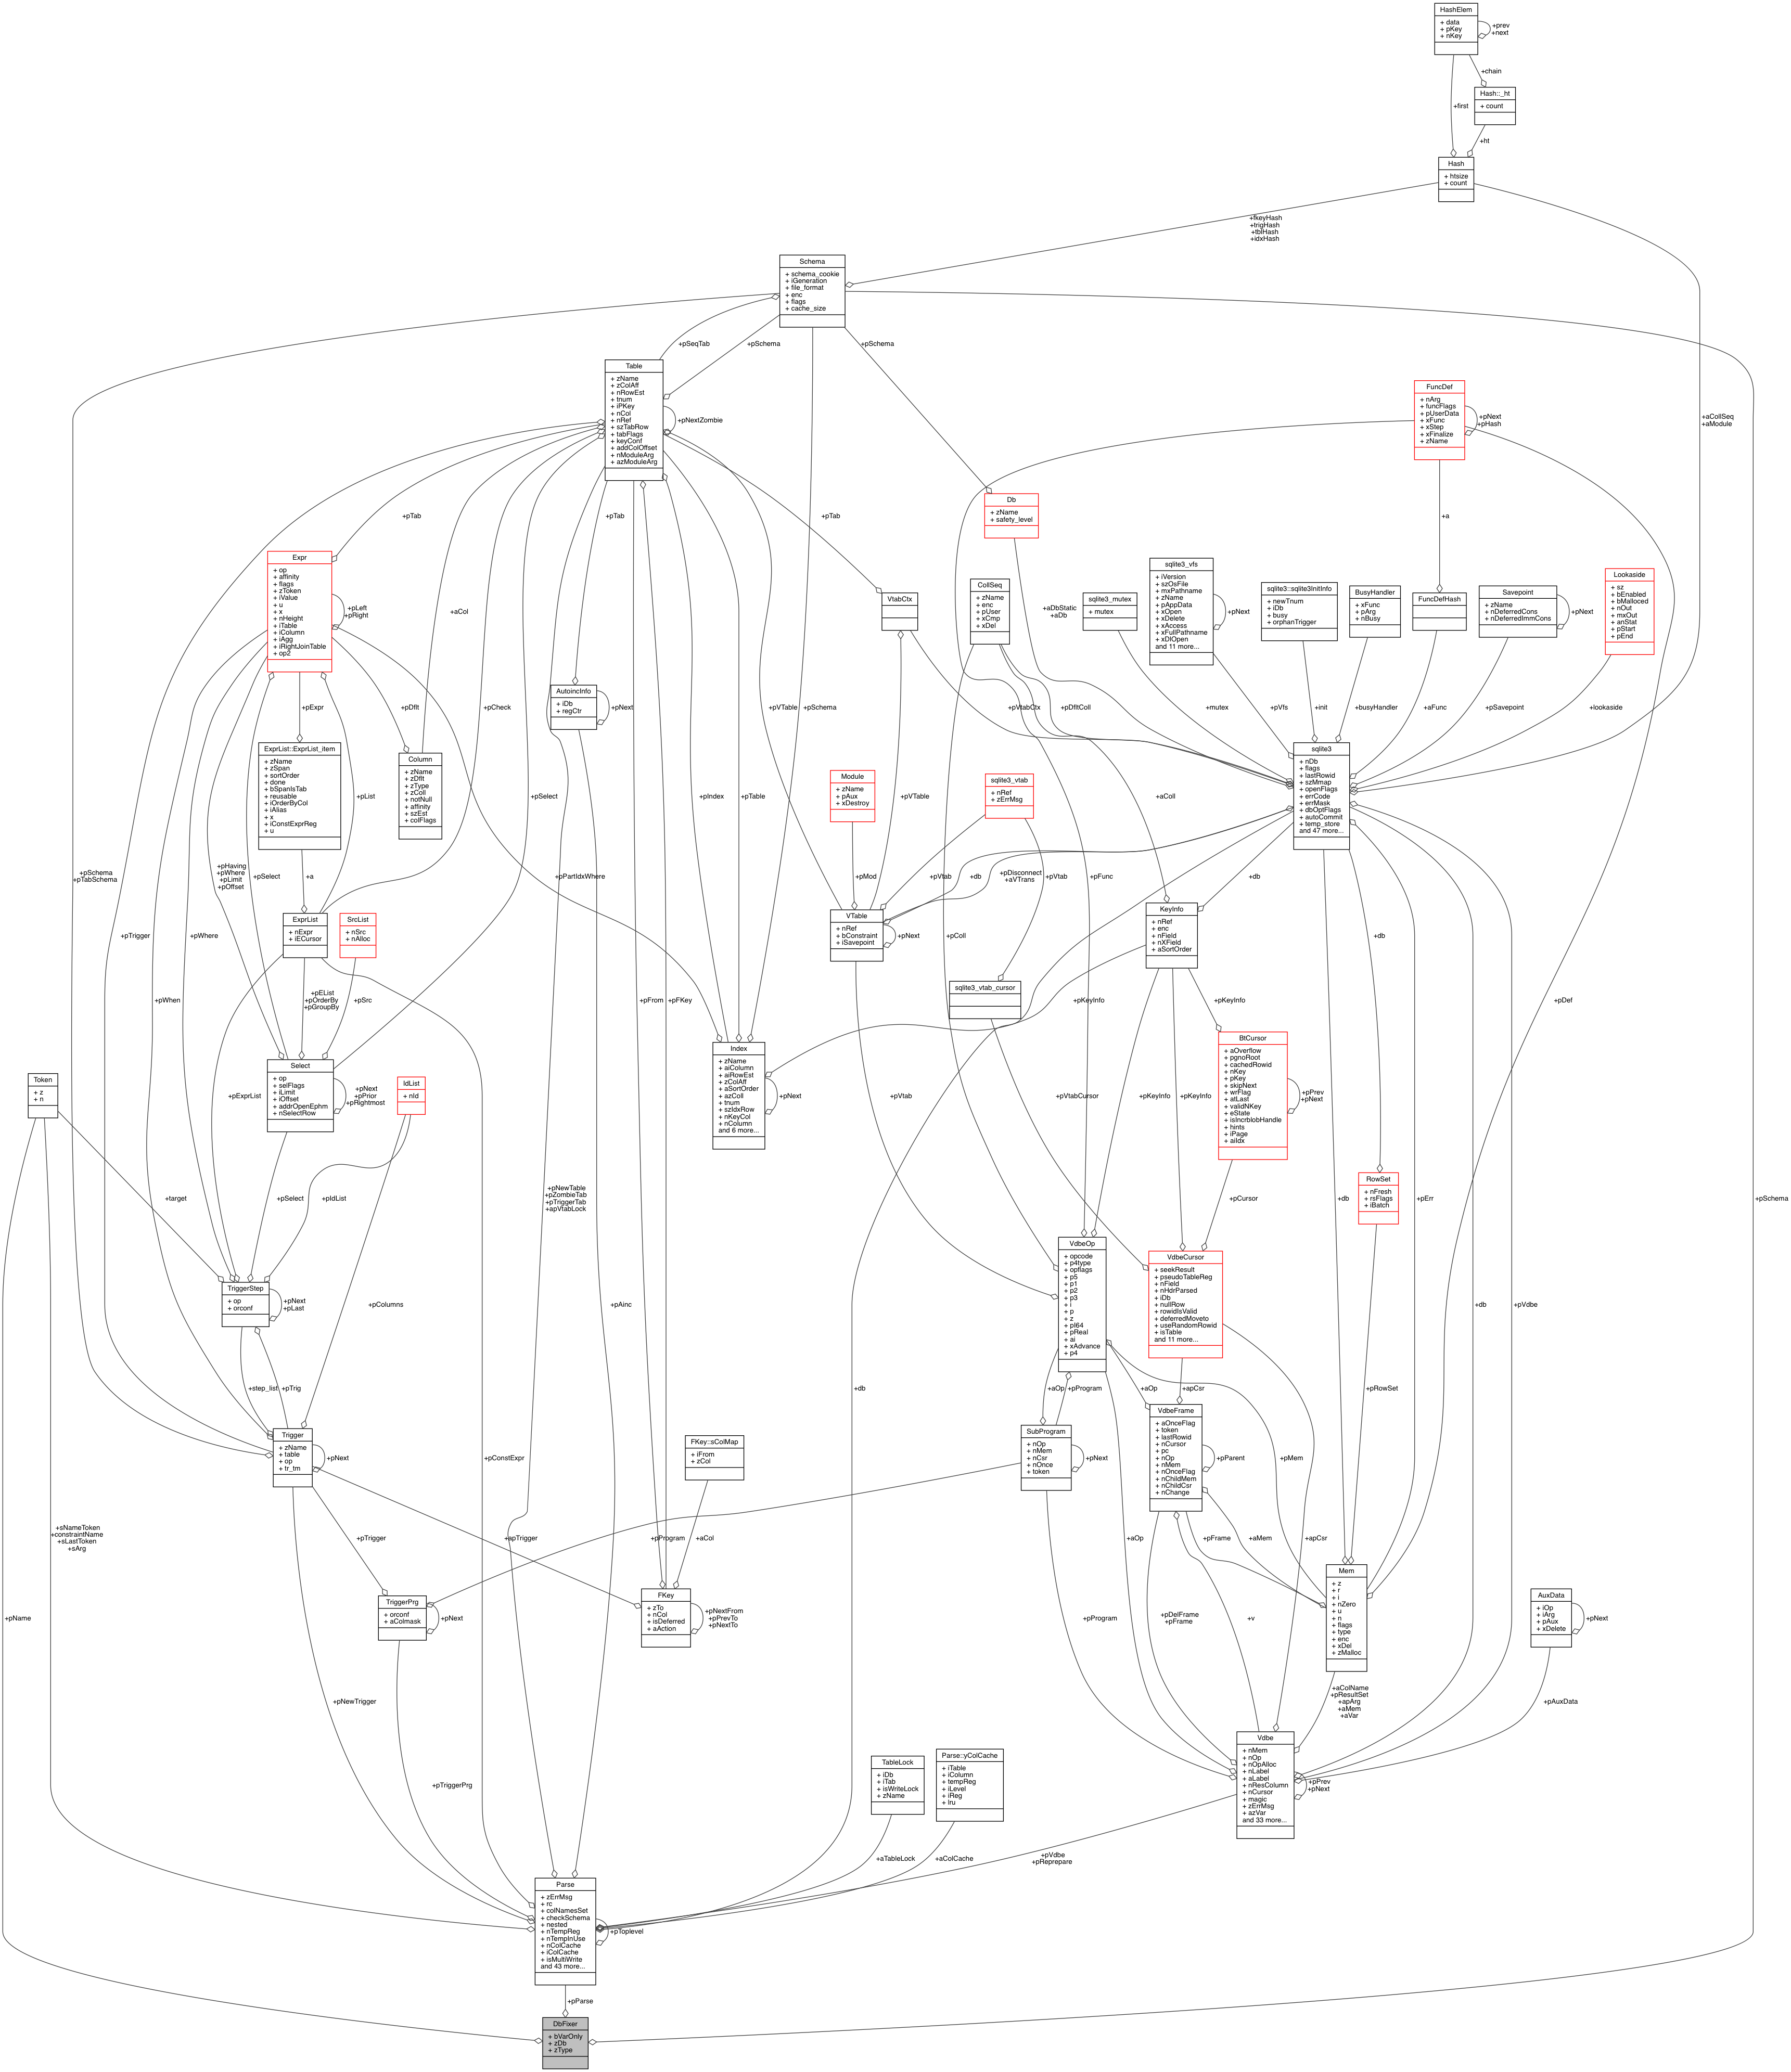 HashElem
+ data
+ pKey
+ nKey
+prev
+next
+chain
Hash::_ht
+ count
+first
+ht
Hash
+ htsize
+ count
+fkeyHash
+trigHash
+tblHash
+idxHash
Schema
+ schema_cookie
+ iGeneration
+ file_format
+ enc
+ flags
+ cache_size
+pSeqTab
+pSchema
+pSchema
Table
+ zName
+ zColAff
+ nRowEst
+ tnum
+ iPKey
+ nCol
+ nRef
+ szTabRow
+ tabFlags
+ keyConf
+ addColOffset
+ nModuleArg
+ azModuleArg
+pNextZombie
FuncDef
+ nArg
+ funcFlags
+ pUserData
+ xFunc
+ xStep
+ xFinalize
+ zName
+pNext
+pHash
+aCollSeq
+aModule
Db
+ zName
+ safety_level
+pTab
+pTab
+pTab
+a
Expr
+ op
+ affinity
+ flags
+ zToken
+ iValue
+ u
+ x
+ nHeight
+ iTable
+ iColumn
+ iAgg
+ iRightJoinTable
+ op2
+pLeft
+pRight
+aCol
VtabCtx
CollSeq
+ zName
+ enc
+ pUser
+ xCmp
+ xDel
+aDbStatic
+aDb
sqlite3_mutex
+ mutex
sqlite3_vfs
+ iVersion
+ szOsFile
+ mxPathname
+ zName
+ pAppData
+ xOpen
+ xDelete
+ xAccess
+ xFullPathname
+ xDlOpen
and 11 more...
+pNext
sqlite3::sqlite3InitInfo
+ newTnum
+ iDb
+ busy
+ orphanTrigger
BusyHandler
+ xFunc
+ pArg
+ nBusy
FuncDefHash
Savepoint
+ zName
+ nDeferredCons
+ nDeferredImmCons
+pNext
Lookaside
+ sz
+ bEnabled
+ bMalloced
+ nOut
+ mxOut
+ anStat
+ pStart
+ pEnd
AutoincInfo
+ iDb
+ regCtr
+pNext
+pExpr
+pDflt
+pCheck
+pVTable
+pSchema
+pVtabCtx
+pDfltColl
+mutex
+pVfs
+init
+busyHandler
+aFunc
+pSavepoint
+lookaside
ExprList::ExprList_item
+ zName
+ zSpan
+ sortOrder
+ done
+ bSpanIsTab
+ reusable
+ iOrderByCol
+ iAlias
+ x
+ iConstExprReg
+ u
Column
+ zName
+ zDflt
+ zType
+ zColl
+ notNull
+ affinity
+ szEst
+ colFlags
sqlite3
+ nDb
+ flags
+ lastRowid
+ szMmap
+ openFlags
+ errCode
+ errMask
+ dbOptFlags
+ autoCommit
+ temp_store
and 47 more...
+pList
+pSelect
+pIndex
+pTable
+pVTable
Module
+ zName
+ pAux
+ xDestroy
sqlite3_vtab
+ nRef
+ zErrMsg
+aColl
+pSchema
+pTabSchema
+pHaving
+pWhere
+pLimit
+pOffset
+pSelect
+a
+pPartIdxWhere
+pMod
+pVtab
+db
+pDisconnect
+aVTrans
+pVtab
+pFunc
+db
ExprList
+ nExpr
+ iECursor
SrcList
+ nSrc
+ nAlloc
VTable
+ nRef
+ bConstraint
+ iSavepoint
+pNext
KeyInfo
+ nRef
+ enc
+ nField
+ nXField
+ aSortOrder
+pTrigger
+pWhere
+pColl
+db
+pWhen
+pEList
+pOrderBy
+pGroupBy
+pSrc
+pFrom
+pFKey
sqlite3_vtab_cursor
+pKeyInfo
+pKeyInfo
+pDef
Index
+ zName
+ aiColumn
+ aiRowEst
+ zColAff
+ aSortOrder
+ azColl
+ tnum
+ szIdxRow
+ nKeyCol
+ nColumn
and 6 more...
+pNext
BtCursor
+ aOverflow
+ pgnoRoot
+ cachedRowid
+ nKey
+ pKey
+ skipNext
+ wrFlag
+ atLast
+ validNKey
+ eState
+ isIncrblobHandle
+ hints
+ iPage
+ aiIdx
+pPrev
+pNext
Token
+ z
+ n
+pExprList
Select
+ op
+ selFlags
+ iLimit
+ iOffset
+ addrOpenEphm
+ nSelectRow
+pNext
+pPrior
+pRightmost
IdList
+ nId
+pVtab
+pVtabCursor
+pKeyInfo
+pKeyInfo
+target
+pSelect
+pIdList
+pNewTable
+pZombieTab
+pTriggerTab
+apVtabLock
+pCursor
+db
+pErr
RowSet
+ nFresh
+ rsFlags
+ iBatch
+pSchema
TriggerStep
+ op
+ orconf
+pNext
+pLast
+pColumns
+pAinc
VdbeOp
+ opcode
+ p4type
+ opflags
+ p5
+ p1
+ p2
+ p3
+ i
+ p
+ z
+ pI64
+ pReal
+ ai
+ xAdvance
+ p4
VdbeCursor
+ seekResult
+ pseudoTableReg
+ nField
+ nHdrParsed
+ iDb
+ nullRow
+ rowidIsValid
+ deferredMoveto
+ useRandomRowid
+ isTable
and 11 more...
+db
+pVdbe
+step_list
+pTrig
+db
+aOp
+pProgram
+aOp
+apCsr
+pRowSet
Trigger
+ zName
+ table
+ op
+ tr_tm
+pNext
FKey::sColMap
+ iFrom
+ zCol
SubProgram
+ nOp
+ nMem
+ nCsr
+ nOnce
+ token
+pNext
VdbeFrame
+ aOnceFlag
+ token
+ lastRowid
+ nCursor
+ pc
+ nOp
+ nMem
+ nOnceFlag
+ nChildMem
+ nChildCsr
+ nChange
+pParent
+pMem
+pConstExpr
+sNameToken
+constraintName
+sLastToken
+sArg
+pTrigger
+apTrigger
+pProgram
+aCol
+aOp
+pFrame
+aMem
+apCsr
TriggerPrg
+ orconf
+ aColmask
+pNext
FKey
+ zTo
+ nCol
+ isDeferred
+ aAction
+pNextFrom
+pPrevTo
+pNextTo
Mem
+ z
+ r
+ i
+ nZero
+ u
+ n
+ flags
+ type
+ enc
+ xDel
+ zMalloc
AuxData
+ iOp
+ iArg
+ pAux
+ xDelete
+pNext
+pName
+pProgram
+pDelFrame
+pFrame
+v
+pNewTrigger
+aColName
+pResultSet
+apArg
+aMem
+aVar
+pAuxData
+pTriggerPrg
TableLock
+ iDb
+ iTab
+ isWriteLock
+ zName
Parse::yColCache
+ iTable
+ iColumn
+ tempReg
+ iLevel
+ iReg
+ lru
Vdbe
+ nMem
+ nOp
+ nOpAlloc
+ nLabel
+ aLabel
+ nResColumn
+ nCursor
+ magic
+ zErrMsg
+ azVar
and 33 more...
+pPrev
+pNext
+aTableLock
+aColCache
+pVdbe
+pReprepare
Parse
+ zErrMsg
+ rc
+ colNamesSet
+ checkSchema
+ nested
+ nTempReg
+ nTempInUse
+ nColCache
+ iColCache
+ isMultiWrite
and 43 more...
+pToplevel
+pParse
DbFixer
+ bVarOnly
+ zDb
+ zType